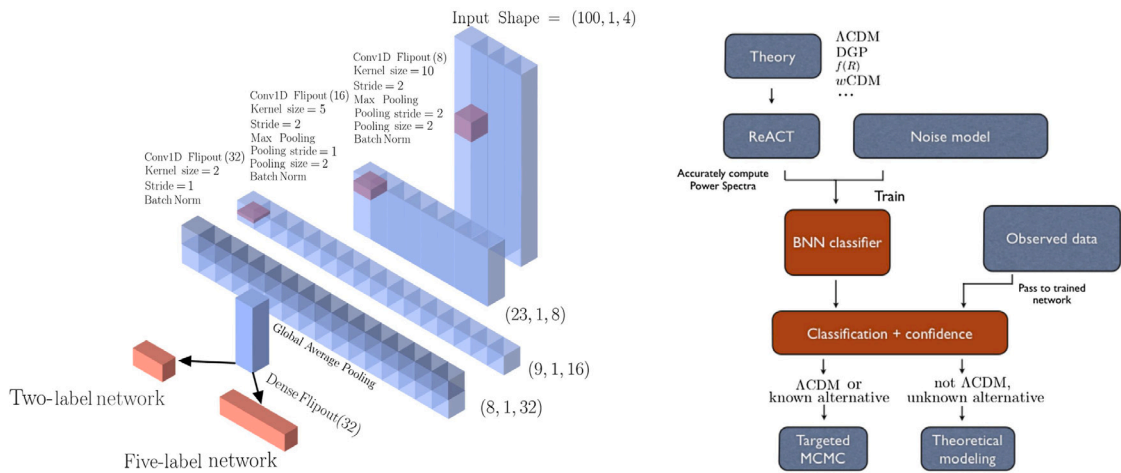 Input Shape = (100, 1, 4)
Conv1D Flipout (8)
Kernel size = 10
Stride = 2
Max Pooling
Pooling stride = 2
Pooling size = 2
Batch Norm
Conv1D Flipout (16)
Kernel size = 5
Stride = 2
Max Pooling
Pooling stride = 1
Pooling size = 2
Batch Norm
Conv1D Flipout (32)
Kernel size = 2
Stride = 1
Batch Norm
(23, 1, 8)
(9, 1, 16)
(8, 1, 32)
Global Average Pooling
Dense Flipout(32)
Two-label network
Five-label network
Theory
ΛCDM
DGP
f(R)
wCDM
...
ReACT
Noise model
Accurately compute
Power Spectra
Train
BNN classifier
Observed data
Pass to trained
network
Classification + confidence
ΛCDM or
known alternative
not ΛCDM,
unknown alternative
Targeted
MCMC
Theoretical
modeling